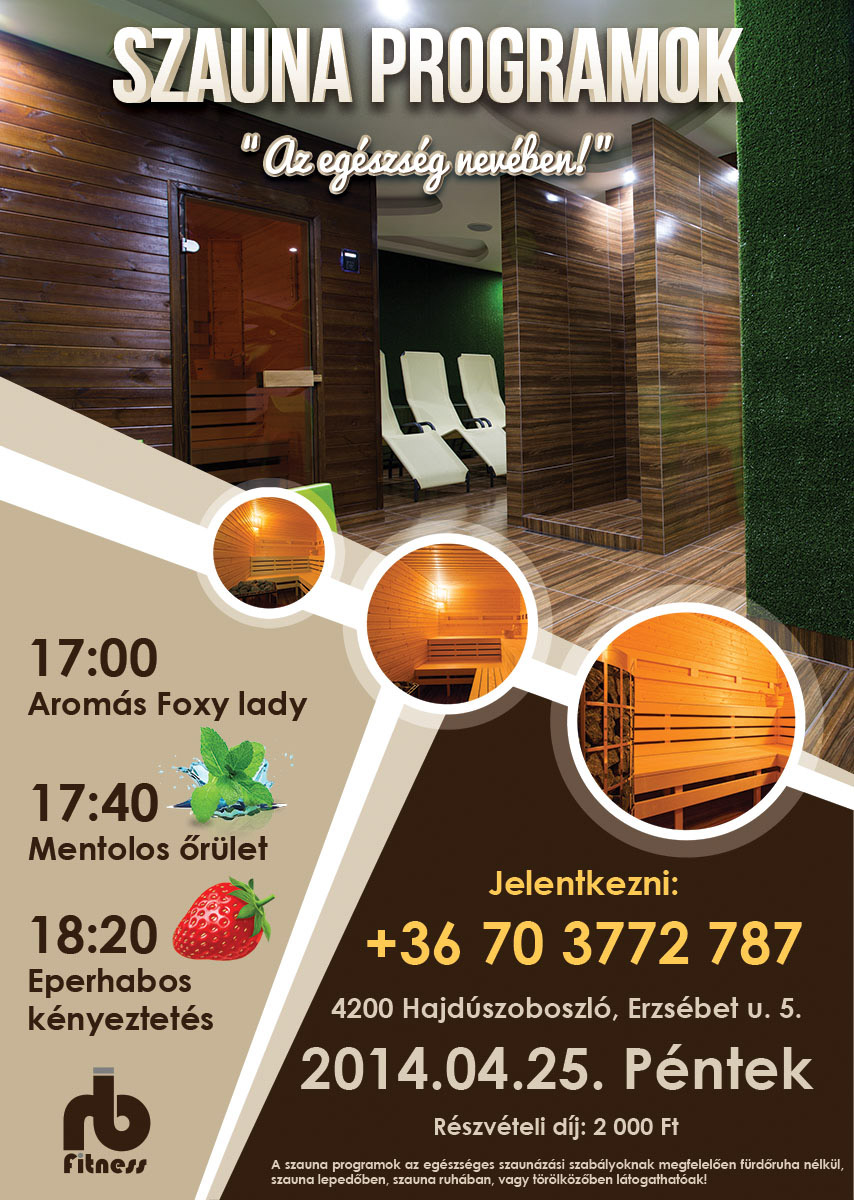 SZAUNA PROGRAMOK
"Az egészség nevében!"
17:00
Aromás Foxy lady
17:40
Mentolos őrület
18:20
Eperhabos
kényeztetés
rb
Fitness
Jelentkezni:
+36 70 3772 787
4200 Hajdúszoboszló, Erzsébet u. 5.
2014.04.25. Péntek
Részvételi díj: 2 000 Ft
A szauna programok az egészséges szaunázási szabályoknak megfelelően fürdőruha nélkül,
szauna lepedőben, szauna ruhában, vagy törölközőben látogathatóak!